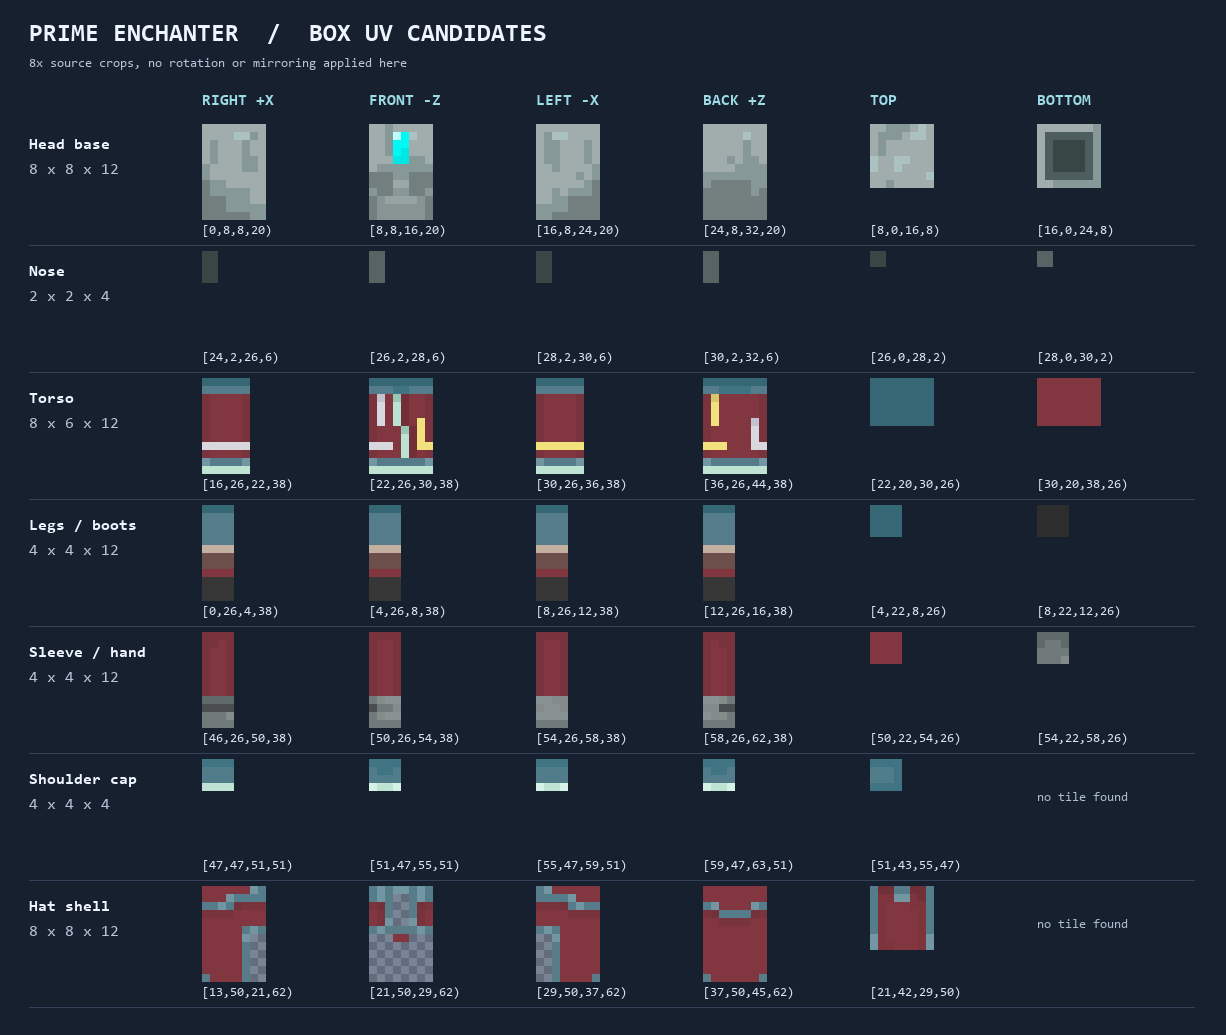 PRIME ENCHANTER / BOX UV CANDIDATES
8x source crops, no rotation or mirroring applied here
RIGHT +X FRONT -Z LEFT -X BACK +Z TOP BOTTOM
Head base
8 x 8 x 12
[0,8,8,20) [8,8,16,20) [16,8,24,20) [24,8,32,20) [8,0,16,8) [16,0,24,8)
Nose
2 x 2 x 4
[24,2,26,6) [26,2,28,6) [28,2,30,6) [30,2,32,6) [26,0,28,2) [28,0,30,2)
Torso
8 x 6 x 12
[16,26,22,38) [22,26,30,38) [30,26,36,38) [36,26,44,38) [22,20,30,26) [30,20,38,26)
Legs / boots
4 x 4 x 12
[0,26,4,38) [4,26,8,38) [8,26,12,38) [12,26,16,38) [4,22,8,26) [8,22,12,26)
Sleeve / hand
4 x 4 x 12
[46,26,50,38) [50,26,54,38) [54,26,58,38) [58,26,62,38) [50,22,54,26) [54,22,58,26)
Shoulder cap
4 x 4 x 4
no tile found
[47,47,51,51) [51,47,55,51) [55,47,59,51) [59,47,63,51) [51,43,55,47)
Hat shell
8 x 8 x 12
no tile found
[13,50,21,62) [21,50,29,62) [29,50,37,62) [37,50,45,62) [21,42,29,50)